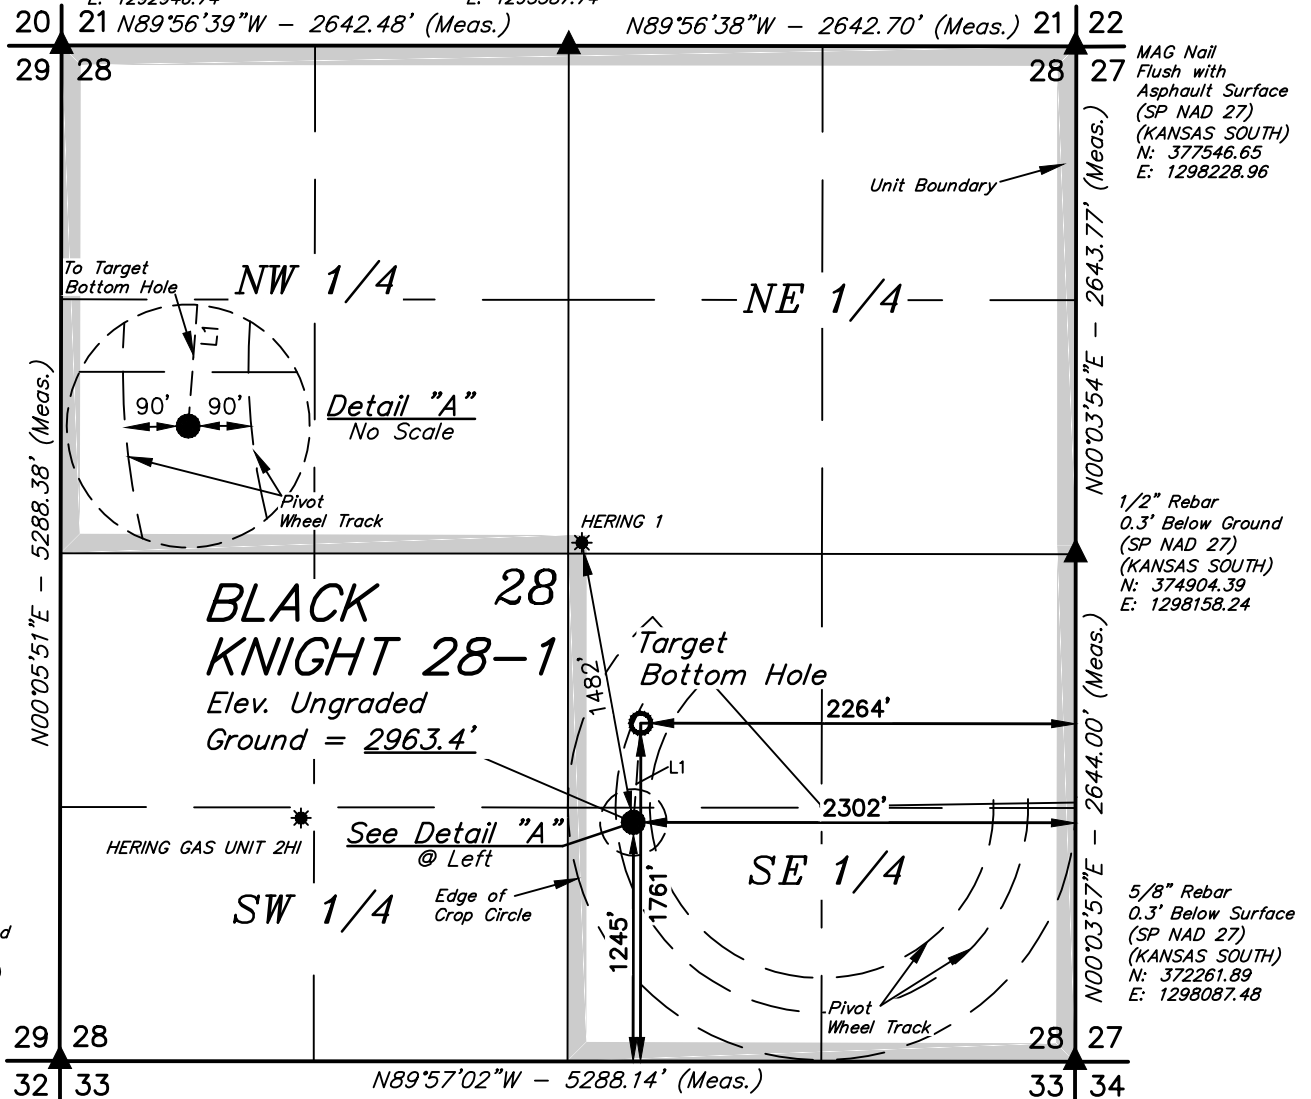 20 21 N89°56'39"W - 2642.48' (Meas.) N89°56'38"W - 2642.70' (Meas.) 21 22
29 28 28 27
MAG Nail
Flush with
Asphault Surface
(SP NAD 27)
(KANSAS SOUTH)
N: 377546.65
E: 1298228.96
Unit Boundary
N00°03'54"E - 2643.77' (Meas.)
To Target
Bottom Hole
NW 1/4
NE 1/4
L1
90' 90'
Detail "A"
No Scale
Pivot
Wheel Track
N00°05'51"E - 5288.38' (Meas.)
HERING 1
1/2" Rebar
0.3' Below Ground
(SP NAD 27)
(KANSAS SOUTH)
N: 374904.39
E: 1298158.24
28
BLACK
KNIGHT 28-1
Elev. Ungraded
Ground = 2963.4'
1482'
Target
Bottom Hole
2264'
L1
2302'
N00°03'57"E - 2644.00' (Meas.)
HERING GAS UNIT 2HI
See Detail "A"
@ Left
SW 1/4
Edge of
Crop Circle
SE 1/4
1245'
1761'
5/8" Rebar
0.3' Below Surface
(SP NAD 27)
(KANSAS SOUTH)
N: 372261.89
E: 1298087.48
Pivot
Wheel Track
29 28 28 27
32 33 N89°57'02"W - 5288.14' (Meas.) 33 34